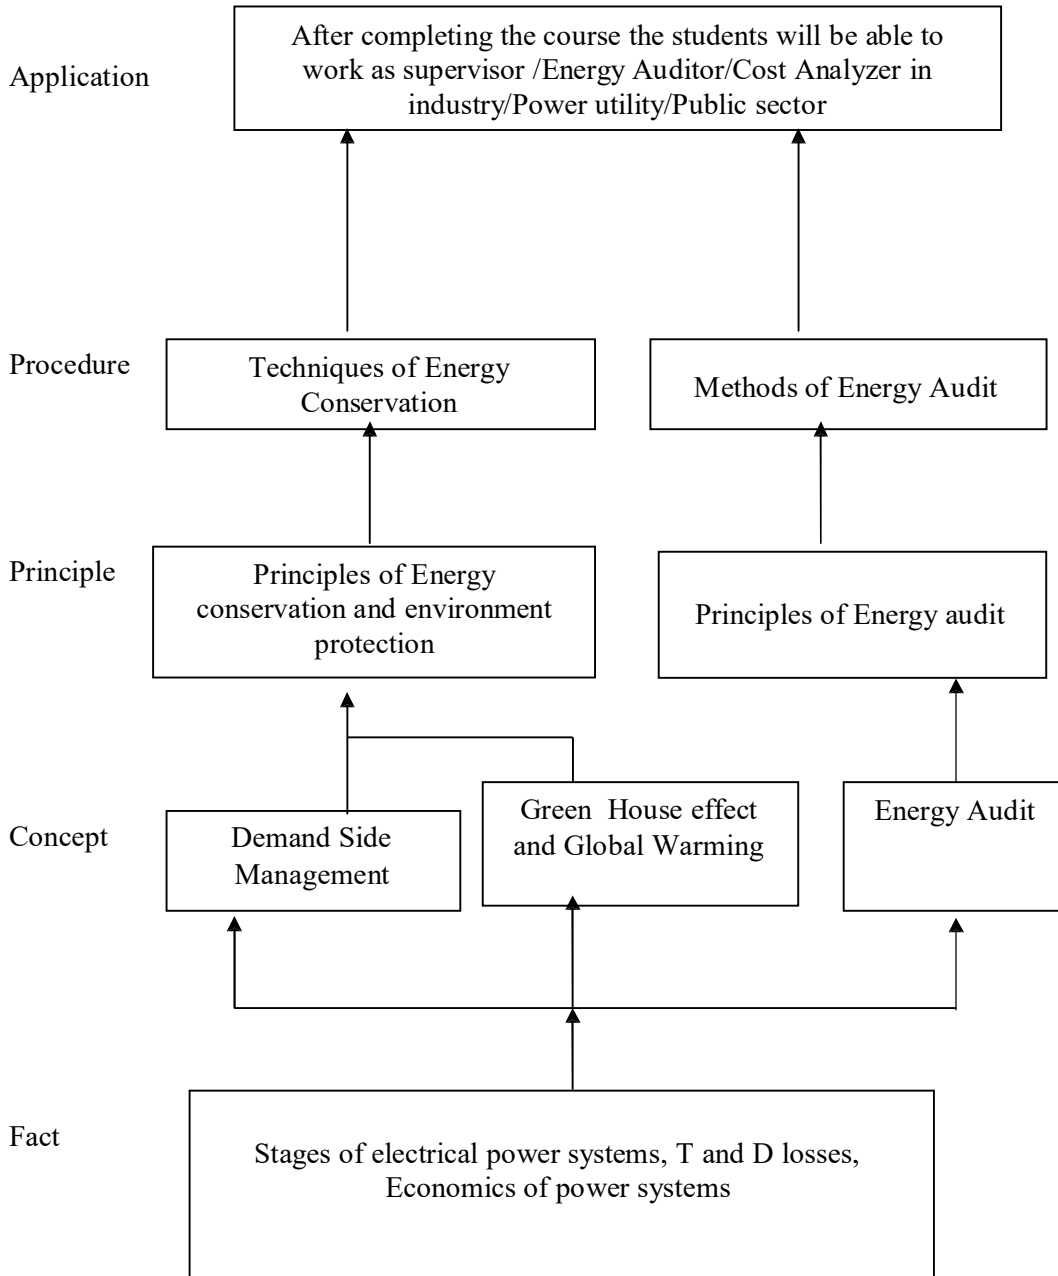 Application
After completing the course the students will be able to
work as supervisor /Energy Auditor/Cost Analyzer in
industry/Power utility/Public sector
Procedure
Techniques of Energy
Conservation
Methods of Energy Audit
Principle
Principles of Energy
conservation and environment
protection
Principles of Energy audit
Concept
Demand Side
Management
Green  House effect
and Global Warming
Energy Audit
Fact
Stages of electrical power systems, T and D losses,
Economics of power systems